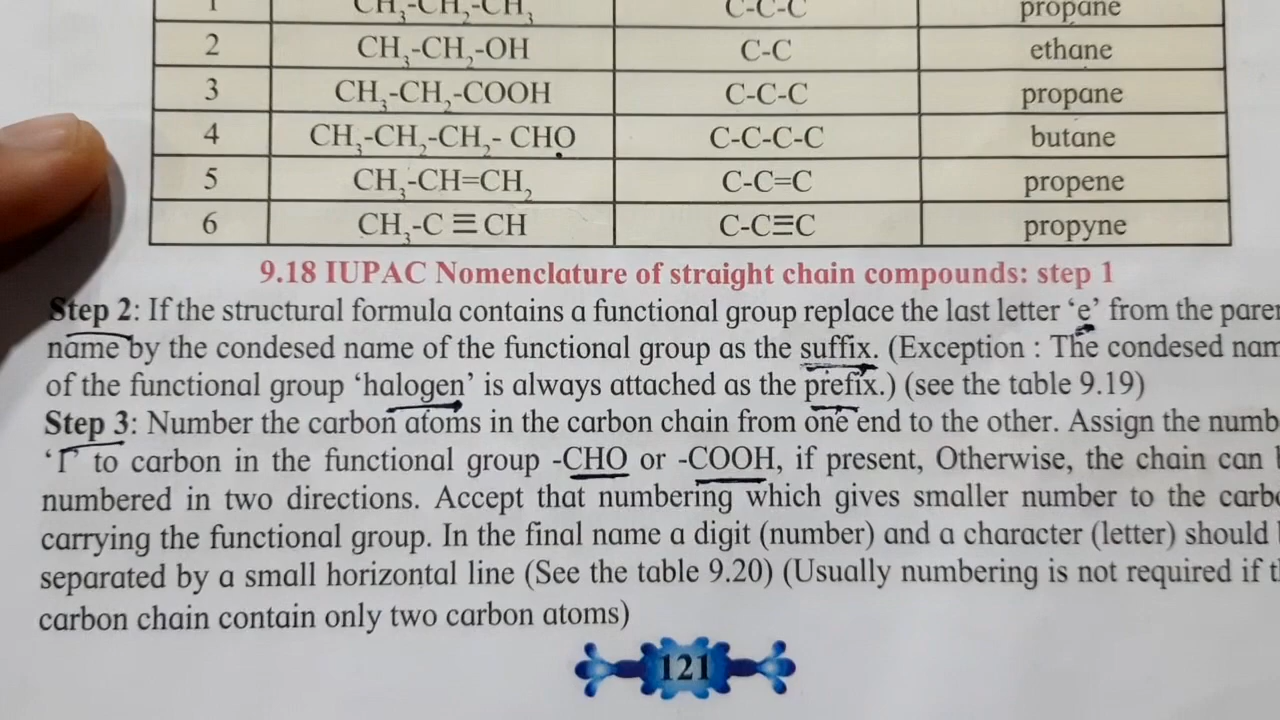 1 CH₃-CH₂-CH₃ C-C-C propane
2 CH₃-CH₂-OH C-C ethane
3 CH₃-CH₂-COOH C-C-C propane
4 CH₃-CH₂-CH₂- CHO C-C-C-C butane
5 CH₃-CH=CH₂ C-C=C propene
6 CH₃-C≡CH C-C≡C propyne
9.18 IUPAC Nomenclature of straight chain compounds: step 1
Step 2: If the structural formula contains a functional group replace the last letter ‘e’ from the
name by the condesed name of the functional group as the suffix. (Exception : The condesed
of the functional group ‘halogen’ is always attached as the prefix.) (see the table 9.19)
Step 3: Number the carbon atoms in the carbon chain from one end to the other. Assign the
‘1’ to carbon in the functional group -CHO or -COOH, if present, Otherwise, the chain can
numbered in two directions. Accept that numbering which gives smaller number to the
carrying the functional group. In the final name a digit (number) and a character (letter) should
separated by a small horizontal line (See the table 9.20) (Usually numbering is not required if
carbon chain contain only two carbon atoms)
121